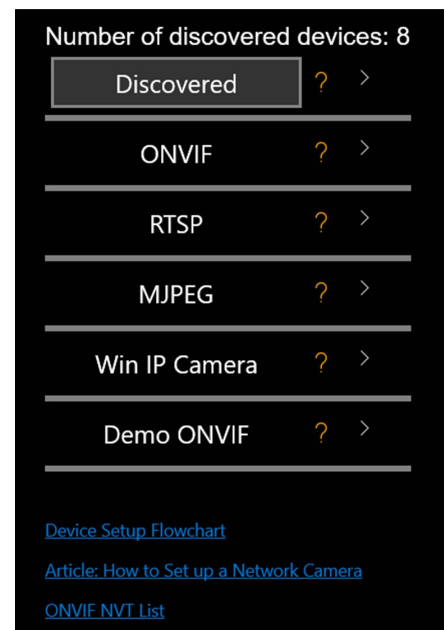 Number of discovered devices: 8
Discovered ? >
ONVIF ? >
RTSP ? >
MJPEG ? >
Win IP Camera ? >
Demo ONVIF ? >
Device Setup Flowchart
Article: How to Set up a Network Camera
ONVIF NVT List